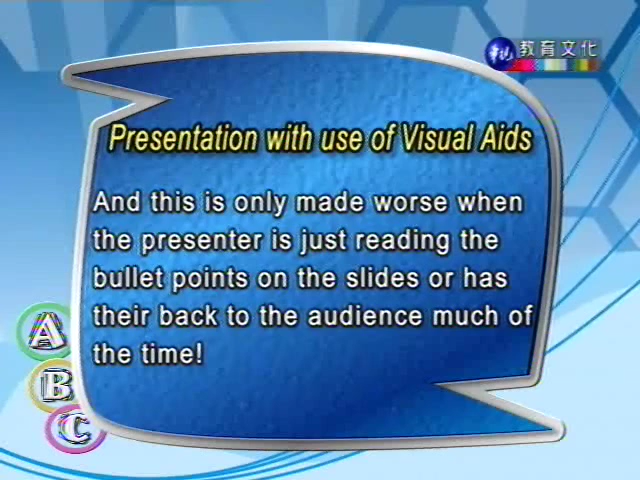 華視 教育文化
Presentation with use of Visual Aids
And this is only made worse when
the presenter is just reading the
bullet points on the slides or has
their back to the audience much of
the time!
A
B
C